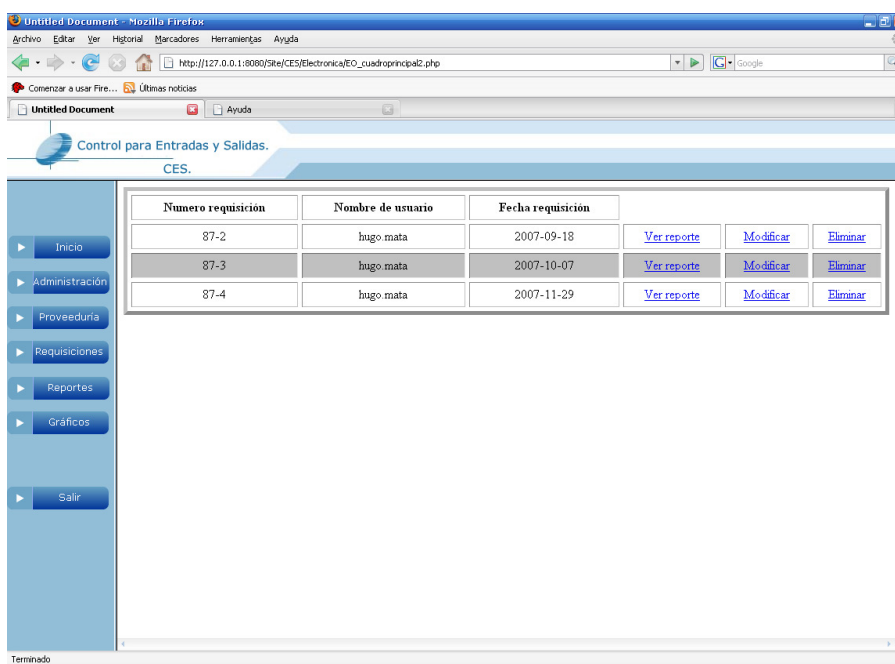 Untitled Document - Mozilla Firefox
Archivo Editar Ver Historial Marcadores Herramientas Ayuda
http://127.0.0.1:8080/Site/CES/Electronica/EO_cuadroprincipal2.php
G Google
Comenzar a usar Fire... Últimas noticias
Untitled Document Ayuda
Control para Entradas y Salidas.
CES.
Numero requisición Nombre de usuario Fecha requisición
87-2 hugo.mata 2007-09-18 Ver reporte Modificar Eliminar
87-3 hugo.mata 2007-10-07 Ver reporte Modificar Eliminar
87-4 hugo.mata 2007-11-29 Ver reporte Modificar Eliminar
Inicio
Administración
Proveeduría
Requisiciones
Reportes
Gráficos
Salir
Terminado